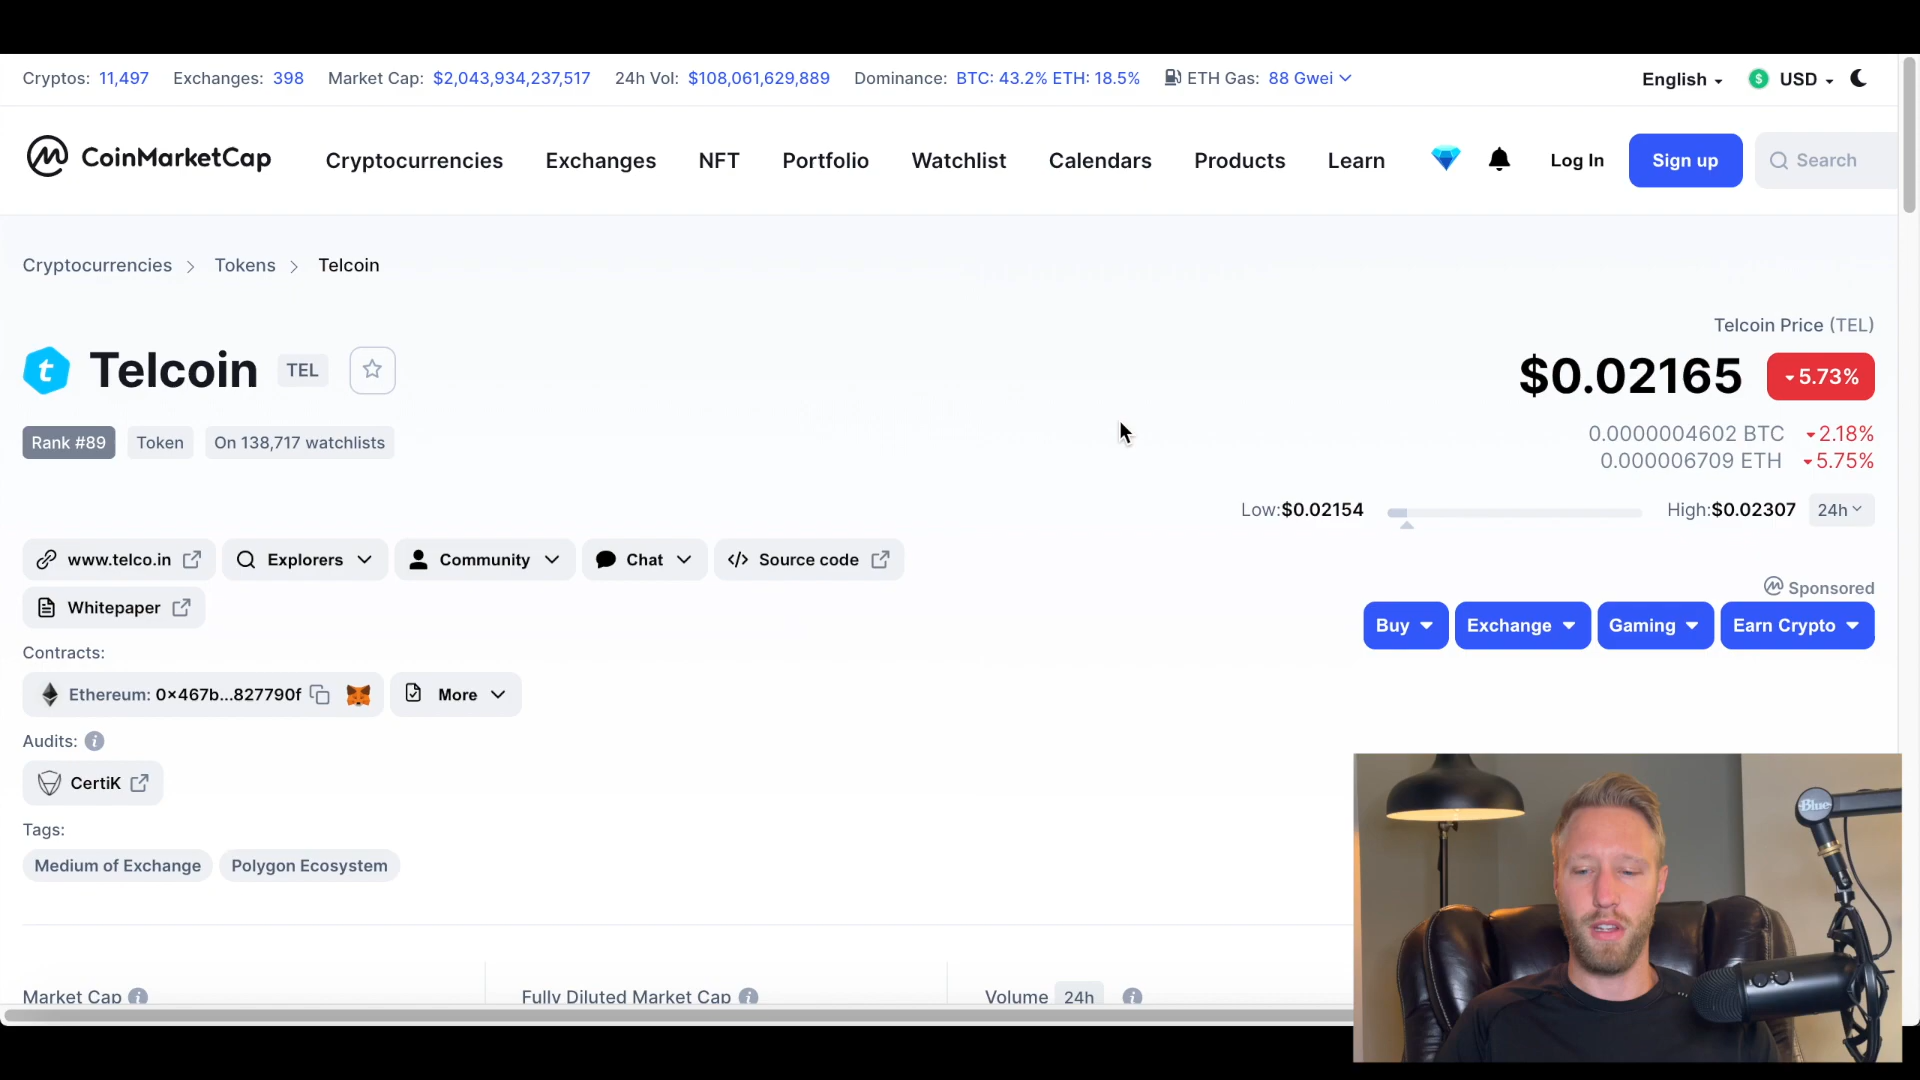 Cryptos: 11,497 Exchanges: 398 Market Cap: $2,043,934,237,517 24h Vol: $108,061,629,889 Dominance: BTC: 43.2% ETH: 18.5% ETH Gas: 88 Gwei English $ USD
CoinMarketCap Cryptocurrencies Exchanges NFT Portfolio Watchlist Calendars Products Learn Log In Sign up Search
Cryptocurrencies > Tokens > Telcoin
Telcoin Price (TEL)
t Telcoin TEL $0.02165 5.73%
Rank #89 Token On 138,717 watchlists 0.0000004602 BTC 2.18%
0.000006709 ETH 5.75%
Low:$0.02154 High:$0.02307 24h
www.telco.in Explorers Community Chat </> Source code
Sponsored
Whitepaper Buy Exchange Gaming Earn Crypto
Contracts:
Ethereum: 0×467b...827790f More
Audits: i
CertiK
Tags:
Medium of Exchange Polygon Ecosystem
Blue
Market Cap i Fully Diluted Market Cap i Volume 24h i